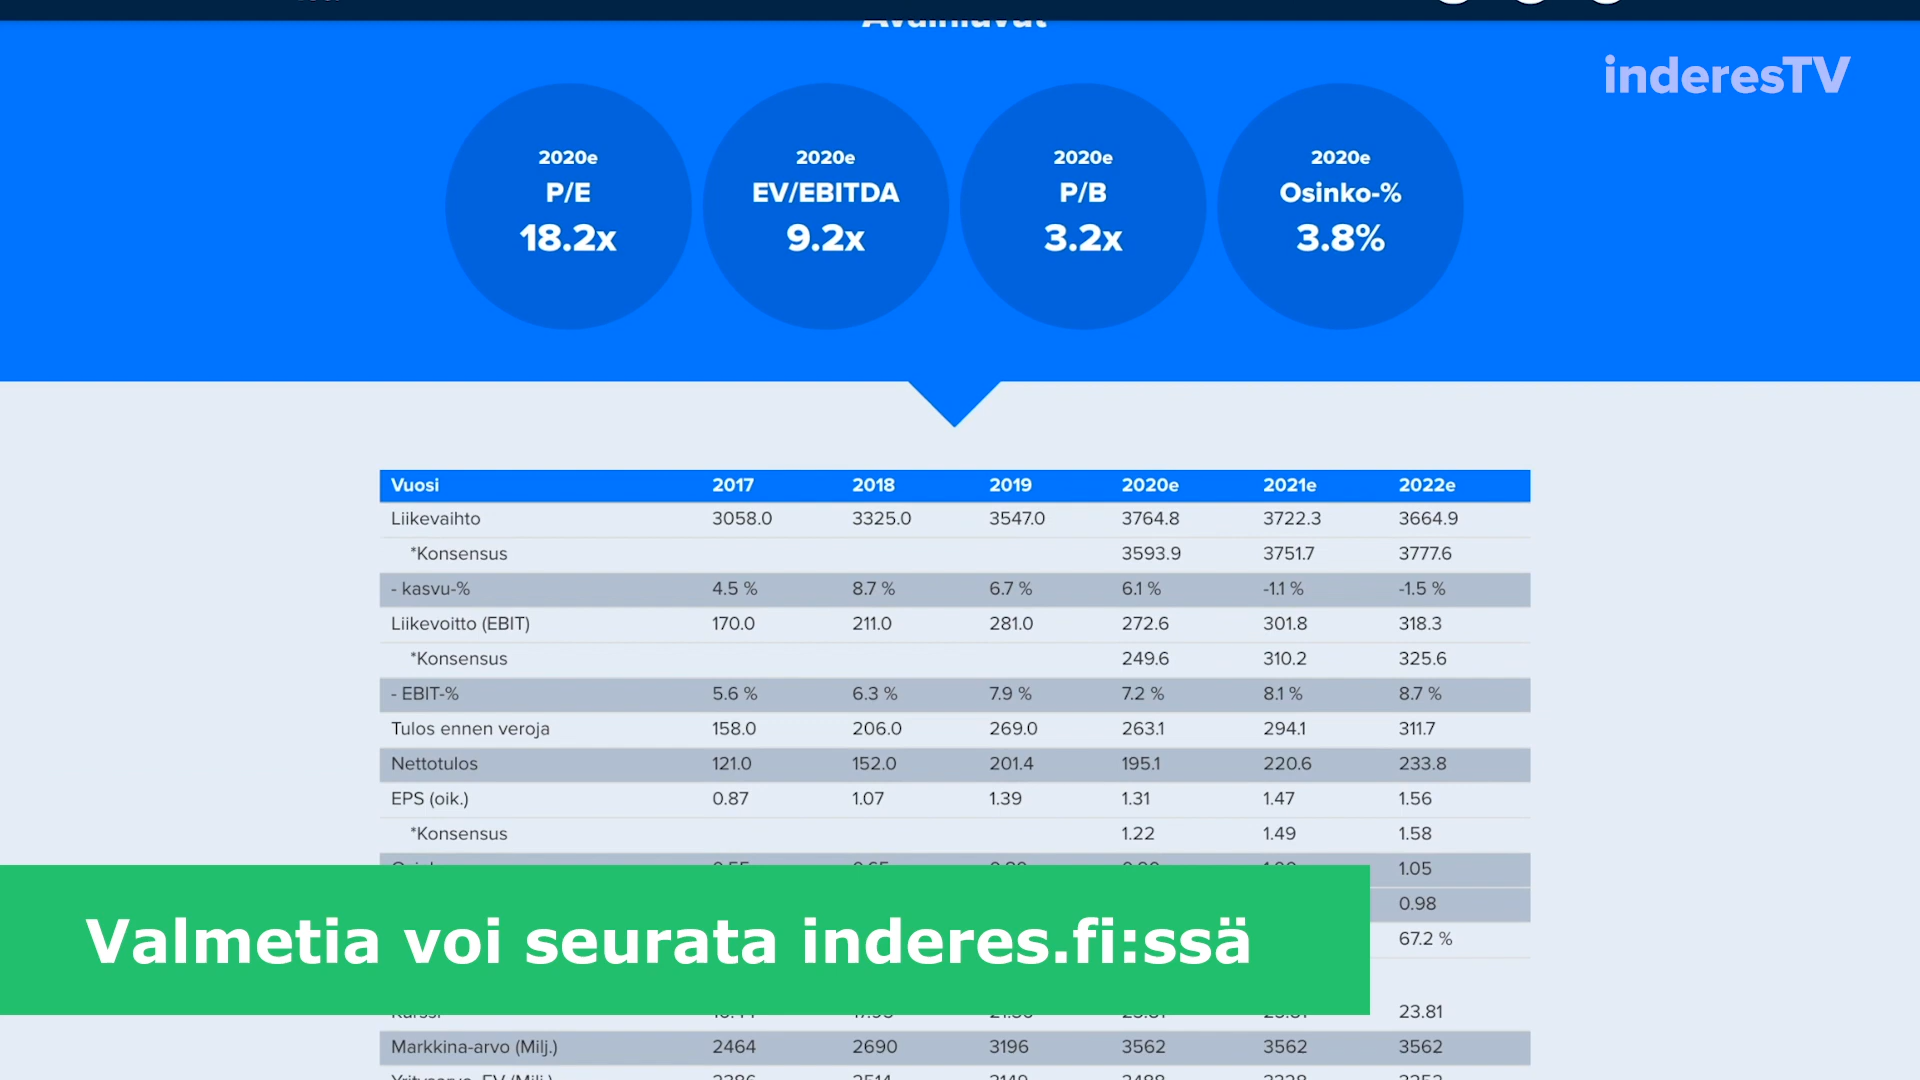 Avainluvut
inderesTV
2020e
P/E
18.2x
2020e
EV/EBITDA
9.2x
2020e
P/B
3.2x
2020e
Osinko-%
3.8%
Vuosi 2017 2018 2019 2020e 2021e 2022e
Liikevaihto 3058.0 3325.0 3547.0 3764.8 3722.3 3664.9
*Konsensus 3593.9 3751.7 3777.6
- kasvu-% 4.5 % 8.7 % 6.7 % 6.1 % -1.1 % -1.5 %
Liikevoitto (EBIT) 170.0 211.0 281.0 272.6 301.8 318.3
*Konsensus 249.6 310.2 325.6
- EBIT-% 5.6 % 6.3 % 7.9 % 7.2 % 8.1 % 8.7 %
Tulos ennen veroja 158.0 206.0 269.0 263.1 294.1 311.7
Nettotulos 121.0 152.0 201.4 195.1 220.6 233.8
EPS (oik.) 0.87 1.07 1.39 1.31 1.47 1.56
*Konsensus 1.22 1.49 1.58
1.05
0.98
Valmetia voi seurata inderes.fi:ssä
67.2 %
23.81
Markkina-arvo (Milj.) 2464 2690 3196 3562 3562 3562